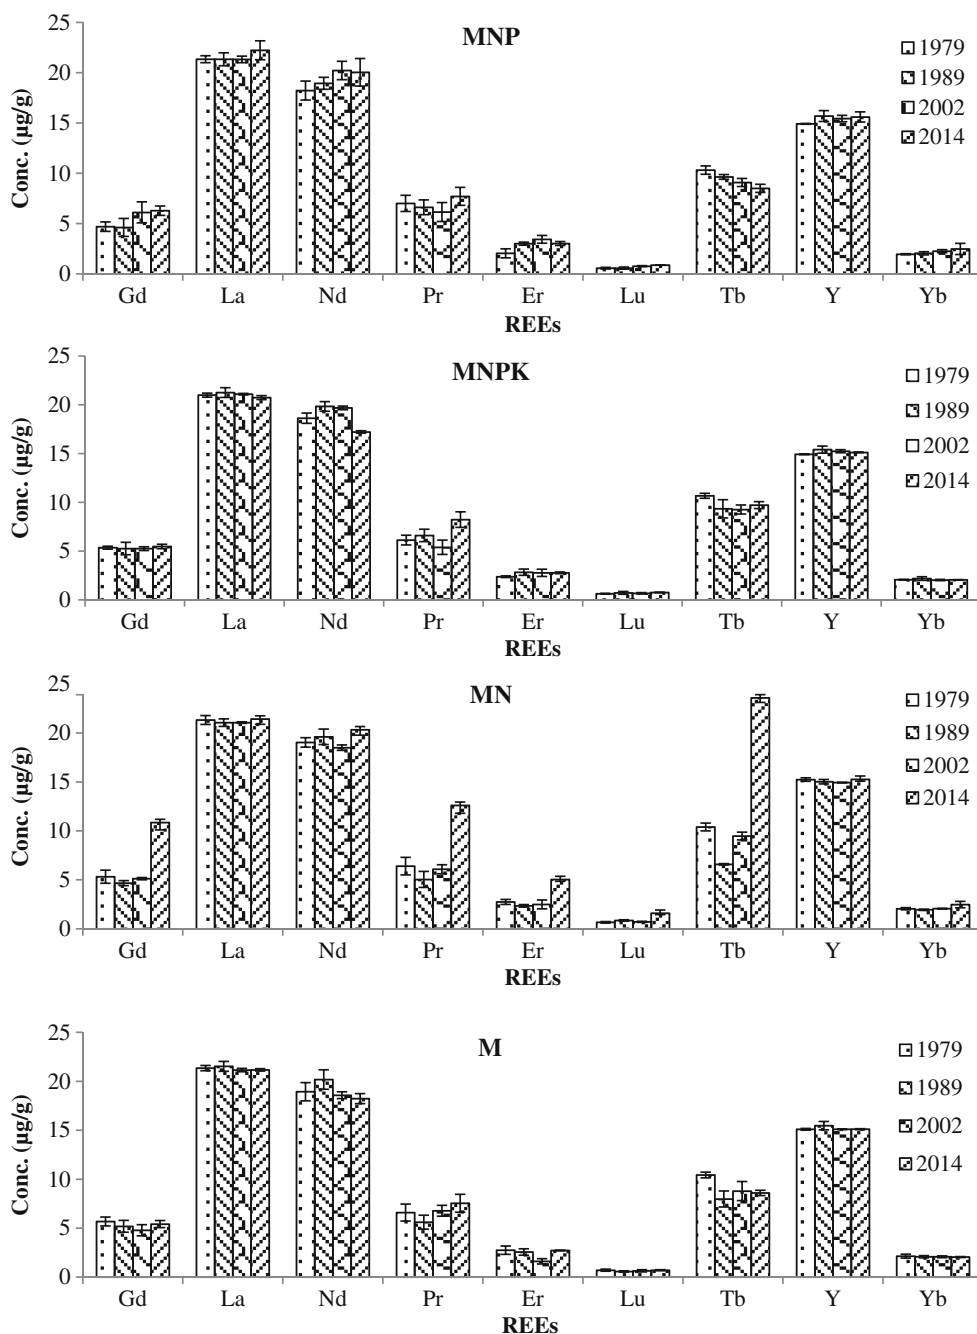 MNP
Conc. (µg/g)
25
20
15
10
5
0
1979
1989
2002
2014
Gd La Nd Pr Er Lu Tb Y Yb
REEs
MNPK
Conc. (µg/g)
25
20
15
10
5
0
1979
1989
2002
2014
Gd La Nd Pr Er Lu Tb Y Yb
REEs
MN
Conc. (µg/g)
25
20
15
10
5
0
1979
1989
2002
2014
Gd La Nd Pr Er Lu Tb Y Yb
REEs
M
Conc. (µg/g)
25
20
15
10
5
0
1979
1989
2002
2014
Gd La Nd Pr Er Lu Tb Y Yb
REEs